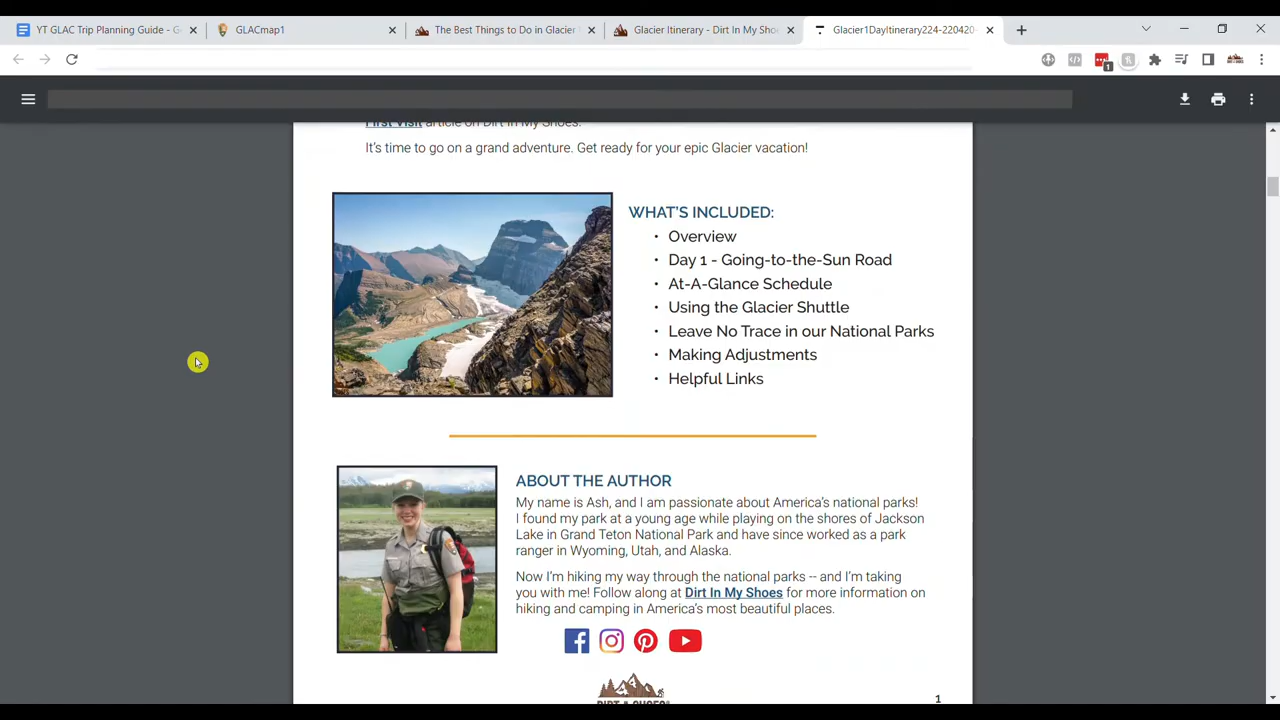 YT GLAC Trip Planning Guide - G
GLACmap1
The Best Things to Do in Glacier
Glacier Itinerary - Dirt In My Sho
Glacier1DayItinerary224-220420-
1
First Visit article on Dirt In My Shoes.
It's time to go on a grand adventure. Get ready for your epic Glacier vacation!
WHAT'S INCLUDED:
• Overview
• Day 1 - Going-to-the-Sun Road
• At-A-Glance Schedule
• Using the Glacier Shuttle
• Leave No Trace in our National Parks
• Making Adjustments
• Helpful Links
ABOUT THE AUTHOR
My name is Ash, and I am passionate about America's national parks!
I found my park at a young age while playing on the shores of Jackson
Lake in Grand Teton National Park and have since worked as a park
ranger in Wyoming, Utah, and Alaska.
Now I'm hiking my way through the national parks -- and I'm taking
you with me! Follow along at Dirt In My Shoes for more information on
hiking and camping in America's most beautiful places.
1